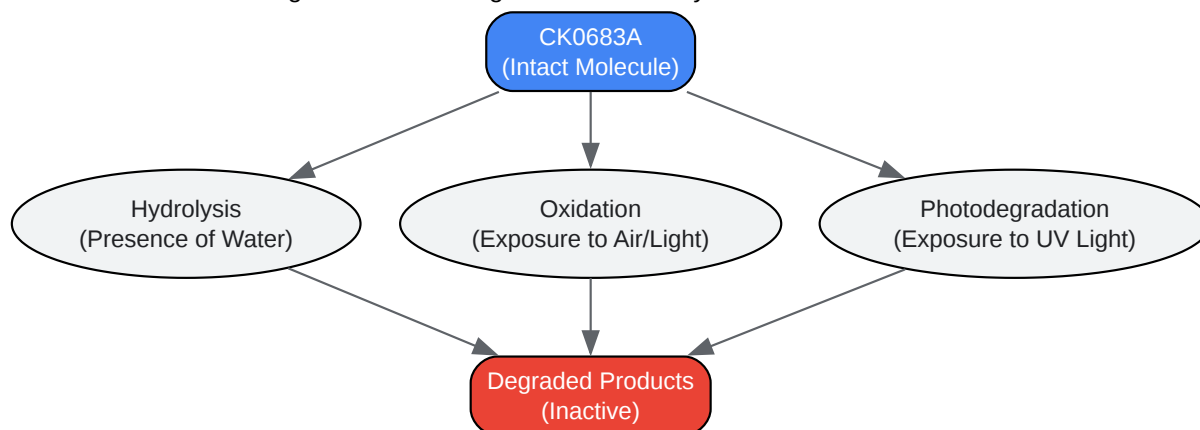 CK0683A
(Intact Molecule)
Hydrolysis
(Presence of Water)
Oxidation
(Exposure to Air/Light)
Photodegradation
(Exposure to UV Light)
Degraded Products
(Inactive)